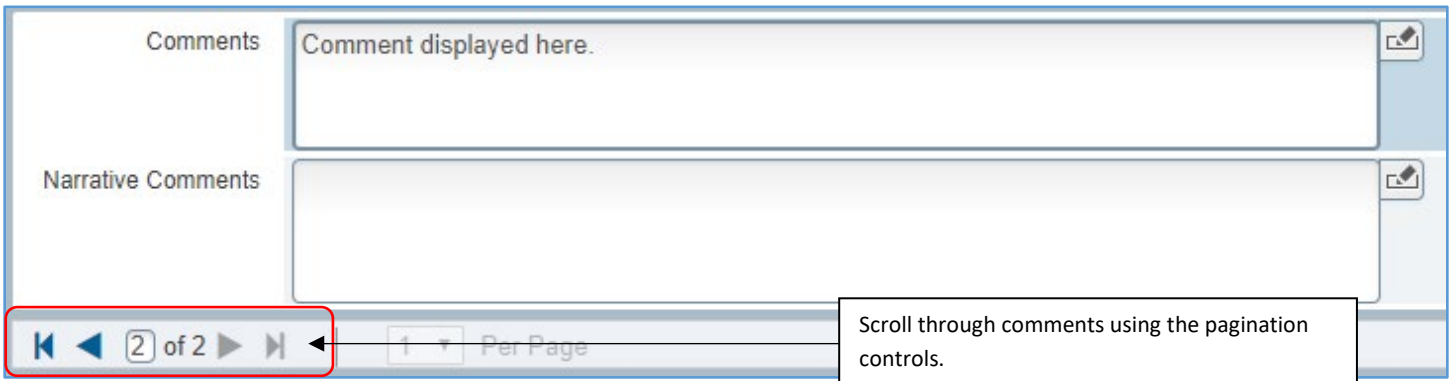 Comments
Comment displayed here.
Narrative Comments
2 of 2
1 Per Page
Scroll through comments using the pagination
controls.